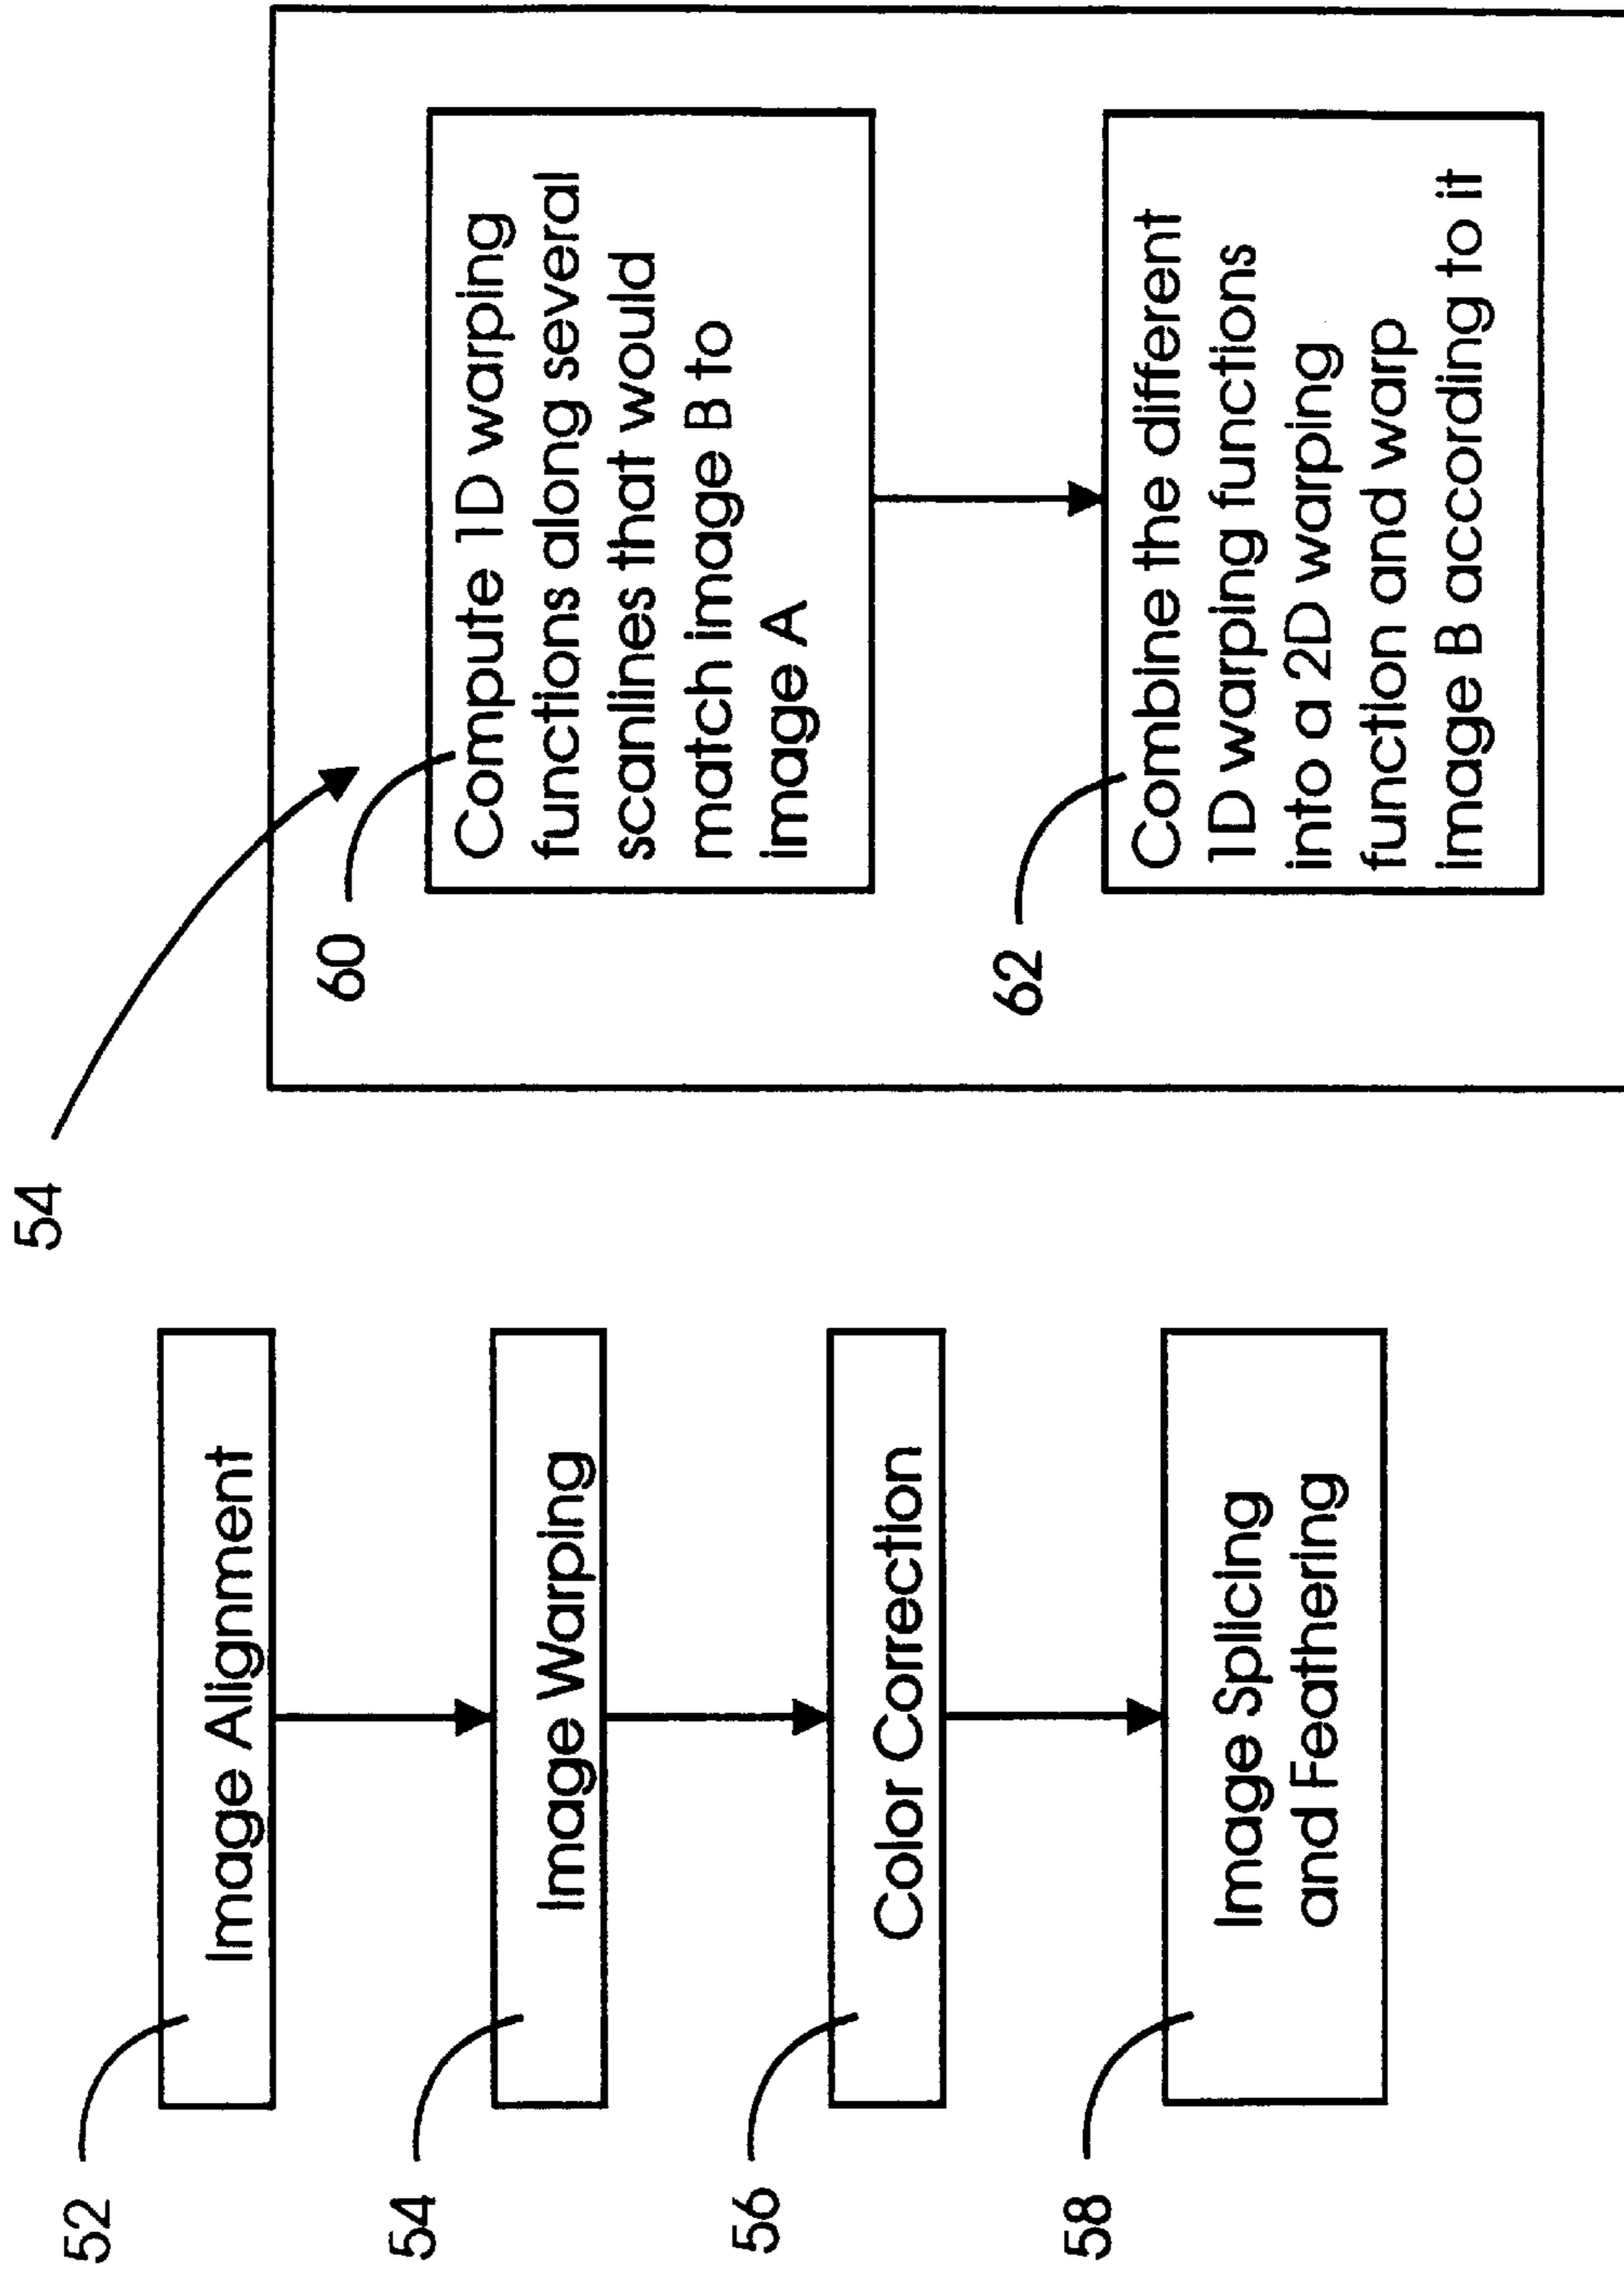 52
Image Alignment
54
Image Warping
56
Color Correction
58
Image Splicing
and Feathering
54
60
Compute 1D warping
functions along several
scanlines that would
match image B to
image A
62
Combine the different
1D warping functions
into a 2D warping
function and warp
image B according to it